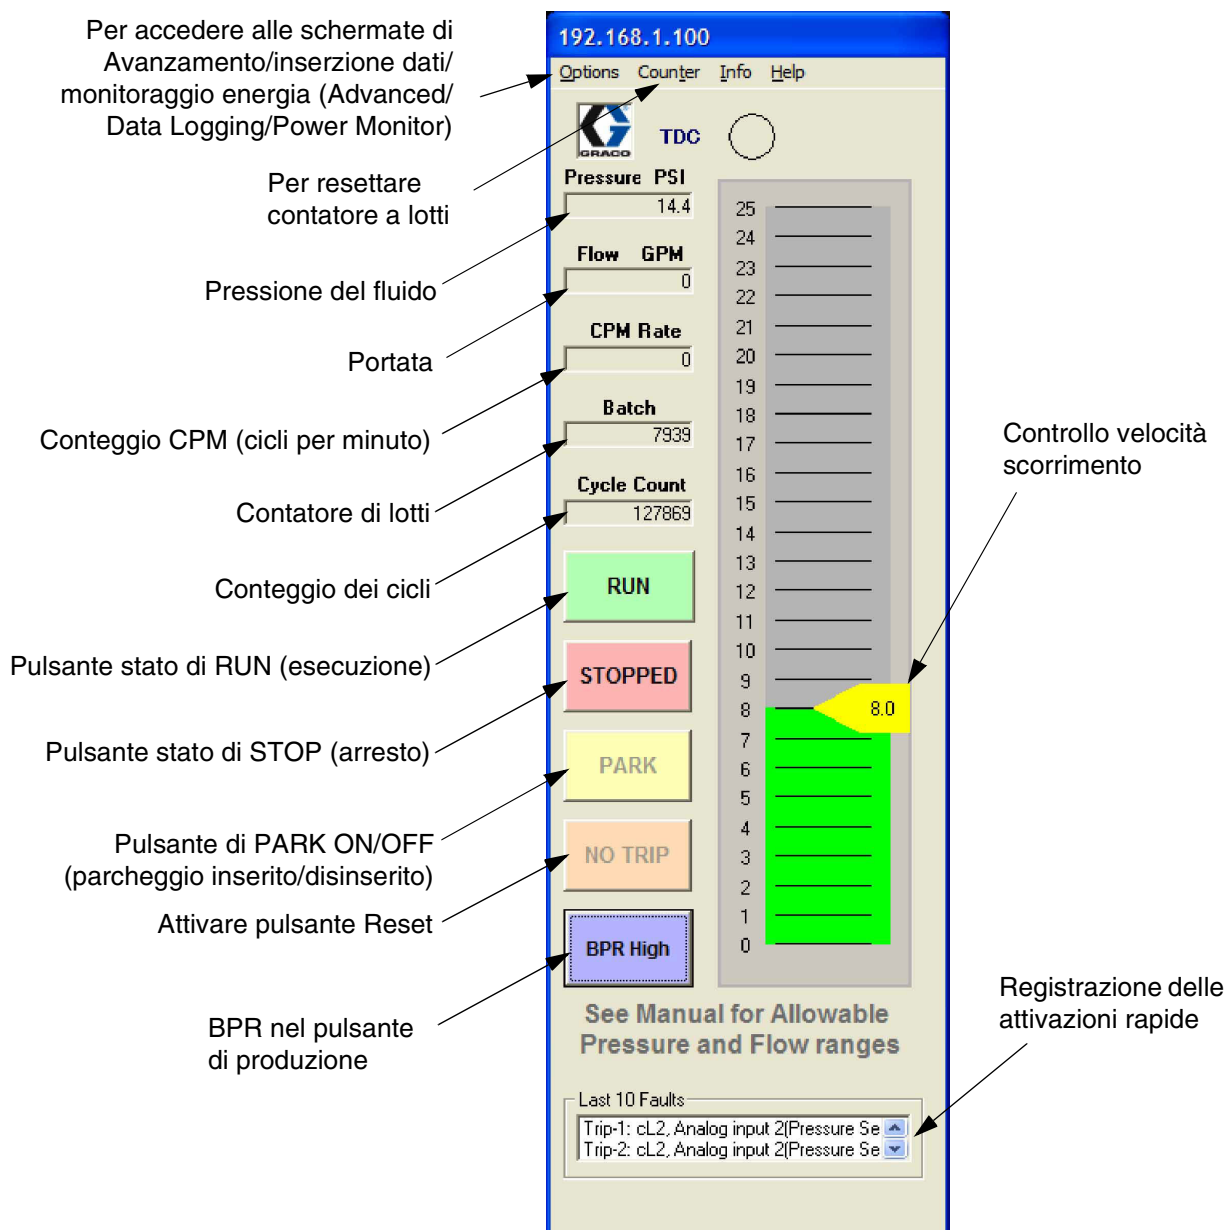 Per accedere alle schermate di
Avanzamento/inserzione dati/
monitoraggio energia (Advanced/
Data Logging/Power Monitor)
Per resettare
contatore a lotti
Pressione del fluido
Portata
Conteggio CPM (cicli per minuto)
Contatore di lotti
Conteggio dei cicli
Pulsante stato di RUN (esecuzione)
Pulsante stato di STOP (arresto)
Pulsante di PARK ON/OFF
(parcheggio inserito/disinserito)
Attivare pulsante Reset
BPR nel pulsante
di produzione
192.168.1.100
Options Counter Info Help
GRACO
TDC
Pressure PSI
14.4
Flow GPM
0
CPM Rate
0
Batch
7939
Cycle Count
127869
RUN
STOPPED
PARK
NO TRIP
BPR High
25
24
23
22
21
20
19
18
17
16
15
14
13
12
11
10
9
8
7
6
5
4
3
2
1
0
8.0
See Manual for Allowable
Pressure and Flow ranges
Last 10 Faults
Trip-1: cL2, Analog input 2(Pressure Se
Trip-2: cL2, Analog input 2(Pressure Se
Controllo velocità
scorrimento
Registrazione delle
attivazioni rapide